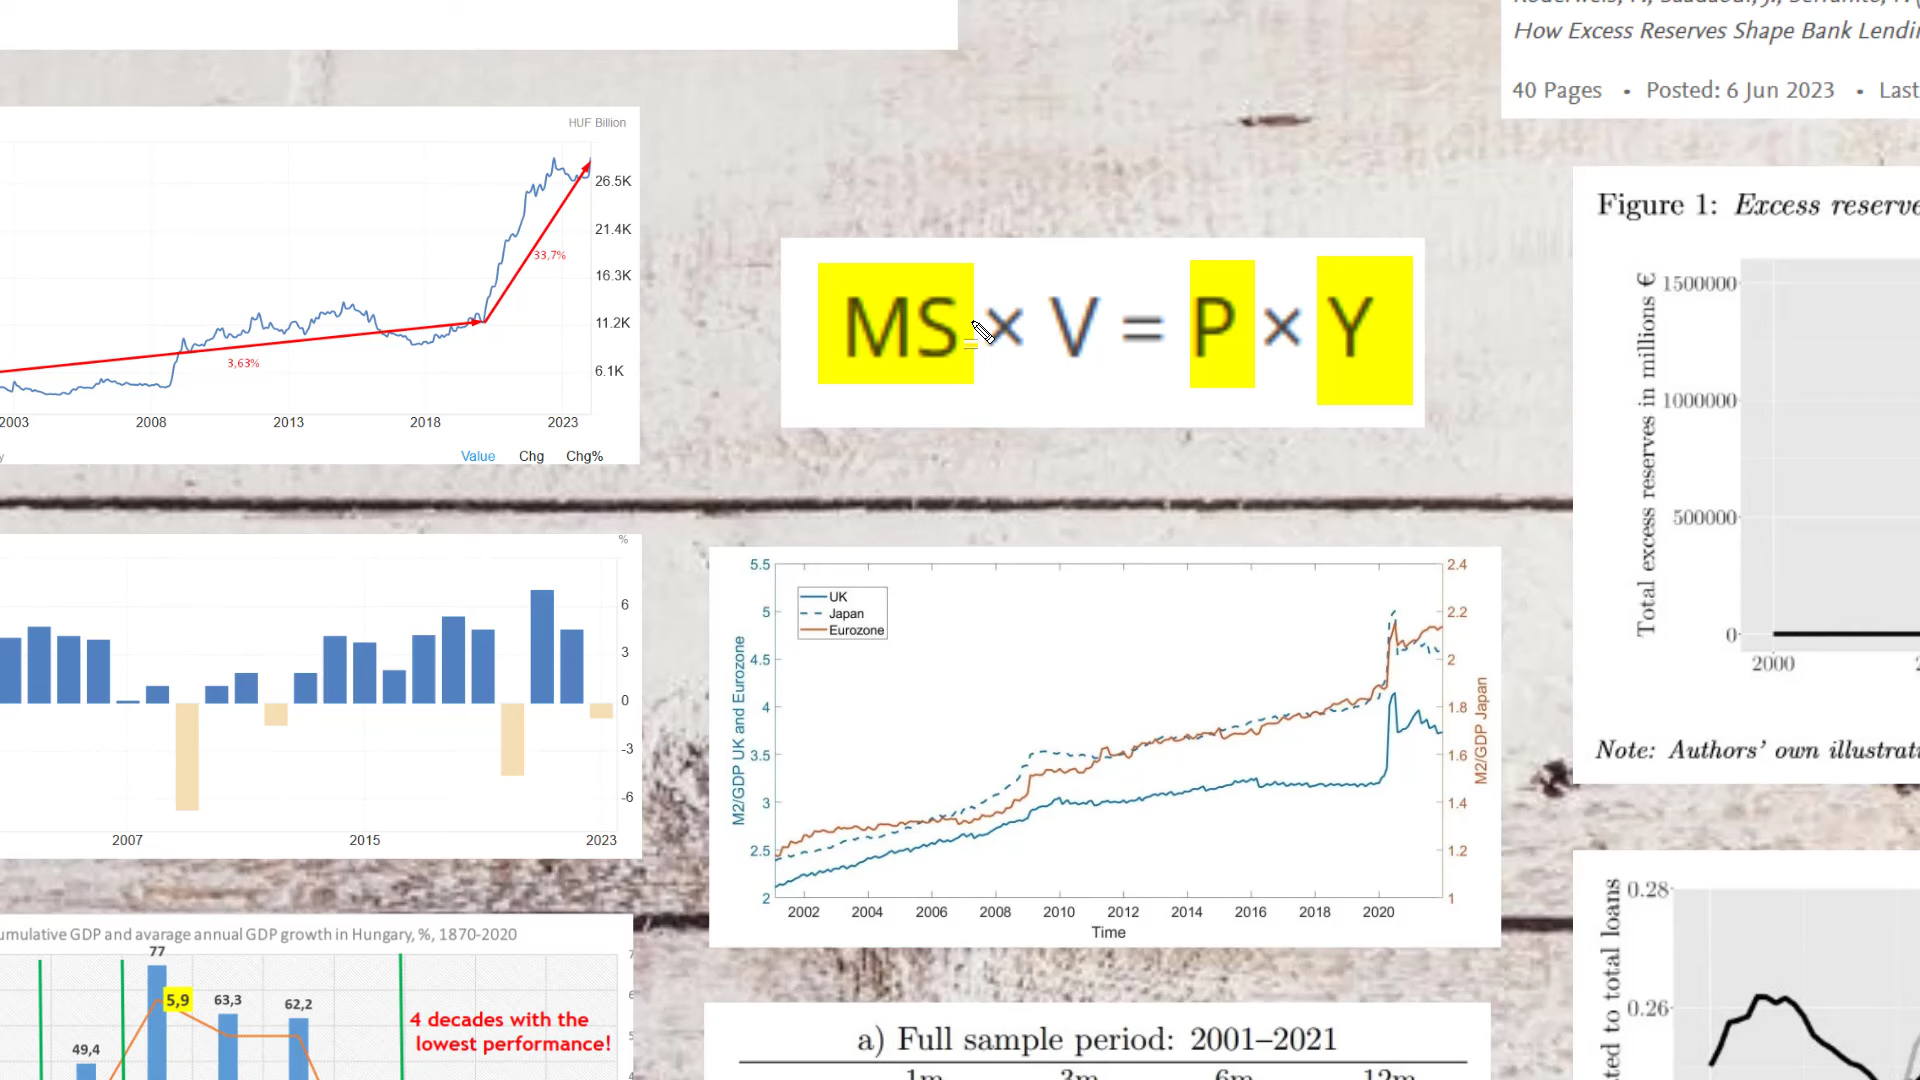 How Excess Reserves Shape Bank
40 Pages • Posted: 6 Jun 2023 • Last
HUF Billion
26.5K
21.4K
16.3K
11.2K
6.1K
33,7%
3,63%
2003 2008 2013 2018 2023
Value Chg Chg%
MS × V = P × Y
Figure 1: Excess
Total excess reserves in millions €
1500000
1000000
500000
0
2000
Note: Authors' own
%
6
3
0
-3
-6
2007 2015 2023
UK
Japan
Eurozone
M2/GDP UK and Eurozone
5.5
5
4.5
4
3.5
3
2.5
2
M2/GDP Japan
2.4
2.2
2
1.8
1.6
1.4
1.2
1
2002 2004 2006 2008 2010 2012 2014 2016 2018 2020
Time
GDP and avarage annual GDP growth in Hungary, %, 1870-2020
77
5,9
63,3
62,2
49,4
4 decades with the
lowest performance!
a) Full sample period: 2001–2021
1m 3m 6m 12m
to total loans
0.28
0.26